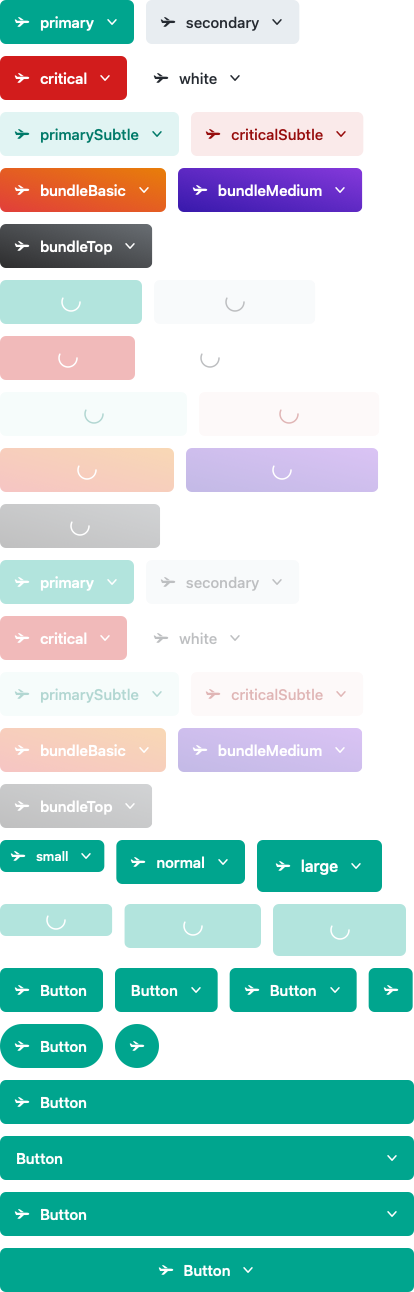 primary secondary
critical white
primarySubtle criticalSubtle
bundleBasic bundleMedium
bundleTop
primary secondary
critical white
primarySubtle criticalSubtle
bundleBasic bundleMedium
bundleTop
small normal large
Button Button Button
Button
Button
Button
Button
Button